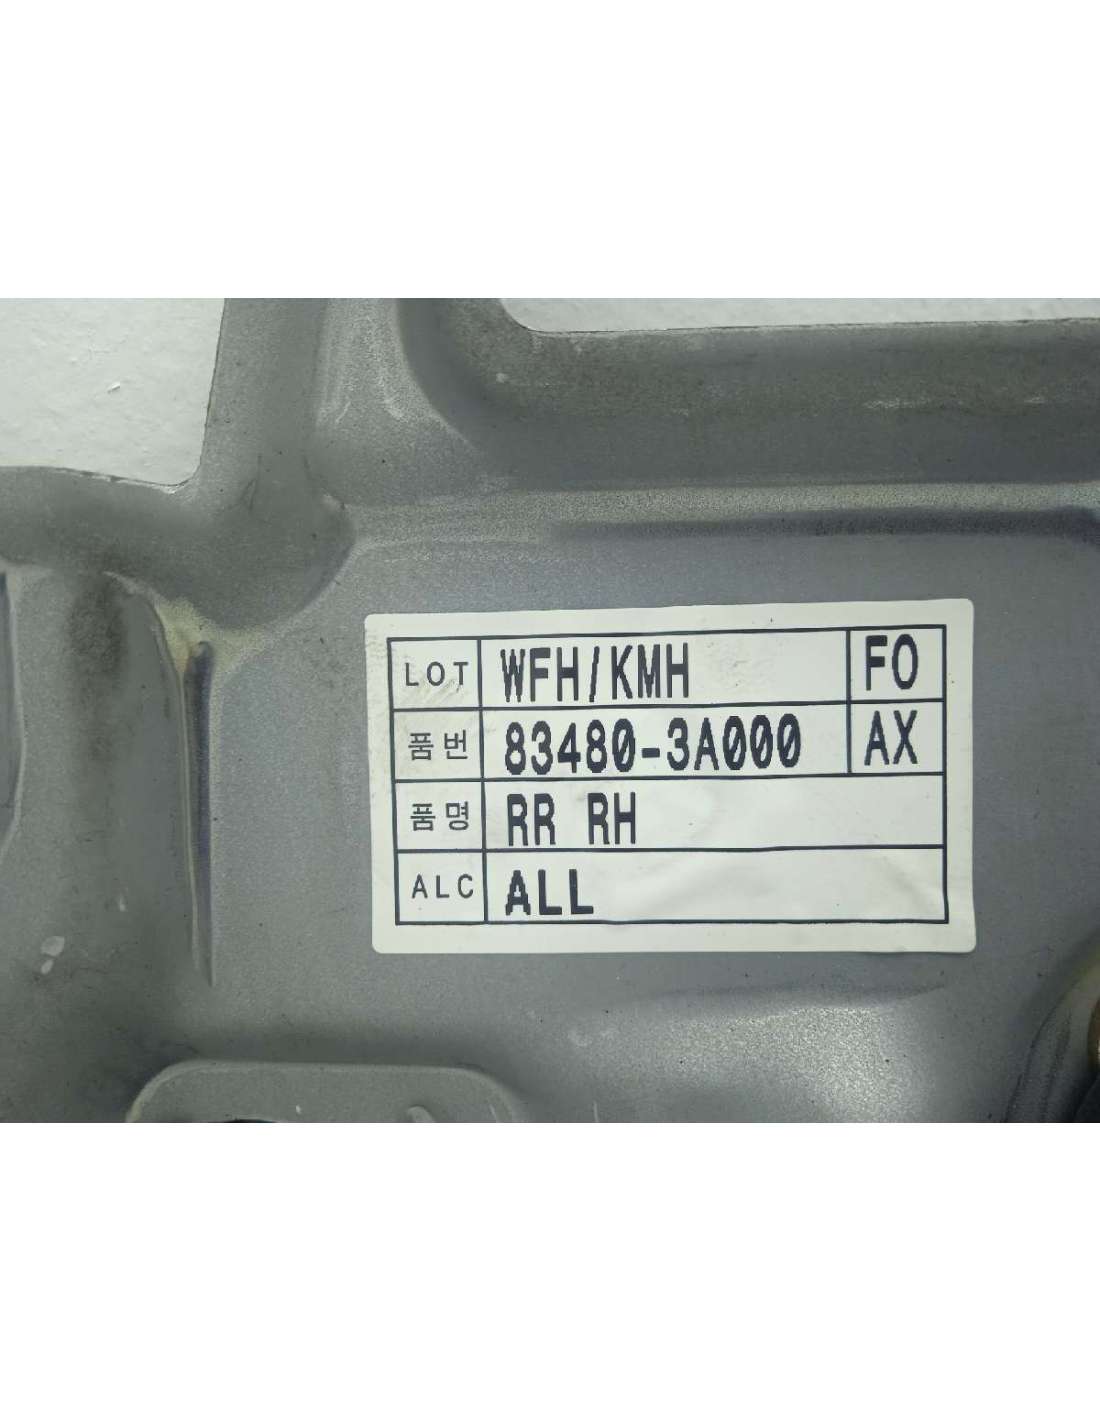 LOT WFH/KMH FO
품번 83480-3A000 AX
품명 RR RH
ALC ALL